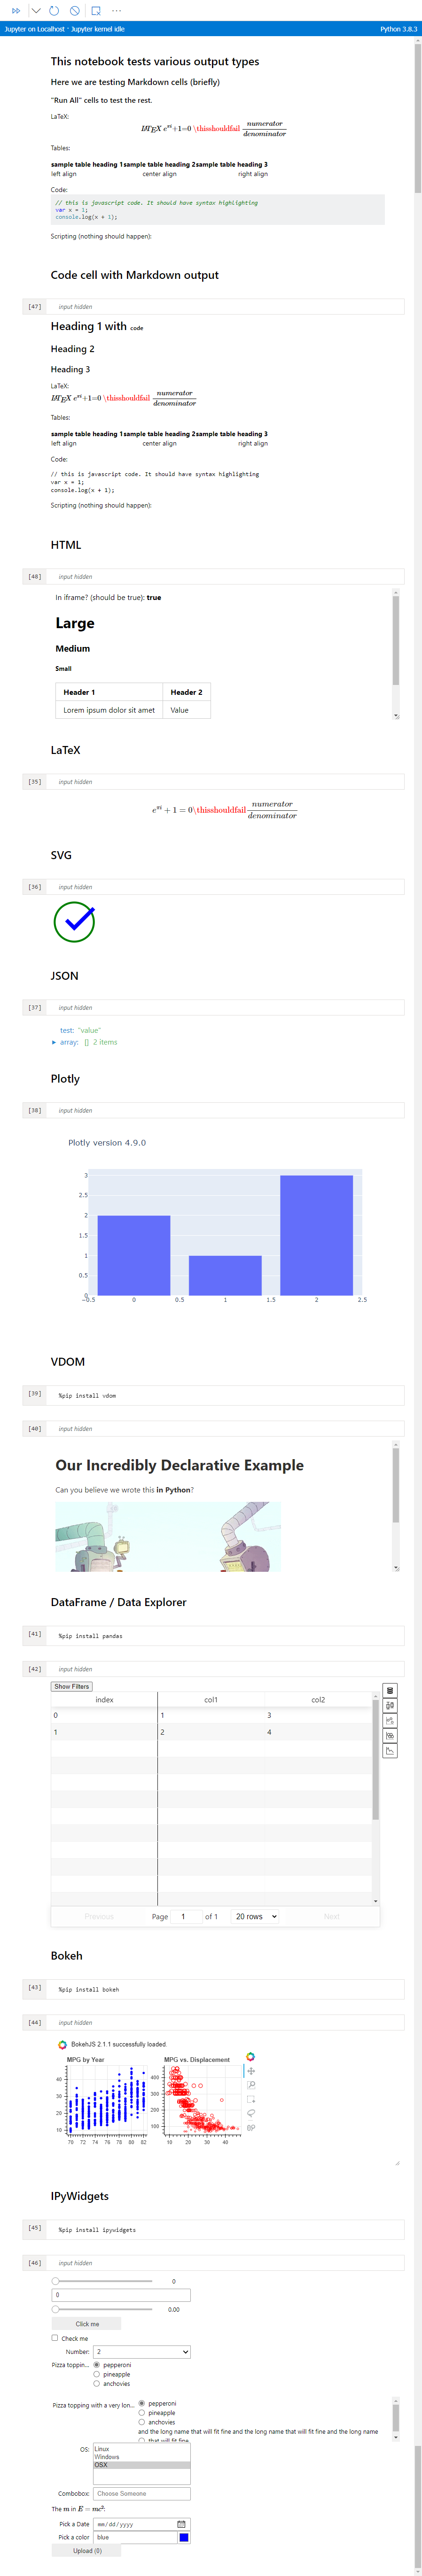 Jupyter on Localhost · Jupyter kernel idle Python 3.8.3
This notebook tests various output types
Here we are testing Markdown cells (briefly)
"Run All" cells to test the rest.
LaTeX:
LATEX e^πi+1=0 \thisshouldfail numerator
denominator
Tables:
sample table heading 1 sample table heading 2 sample table heading 3
left align center align right align
Code:
// this is javascript code. It should have syntax highlighting
var x = 1;
console.log(x + 1);
Scripting (nothing should happen):
Code cell with Markdown output
[47] input hidden
Heading 1 with code
Heading 2
Heading 3
LaTeX:
LATEX e^πi+1=0 \thisshouldfail numerator
denominator
Tables:
sample table heading 1 sample table heading 2 sample table heading 3
left align center align right align
Code:
// this is javascript code. It should have syntax highlighting
var x = 1;
console.log(x + 1);
Scripting (nothing should happen):
HTML
[48] input hidden
In iframe? (should be true): true
Large
Medium
Small
Header 1 Header 2
Lorem ipsum dolor sit amet Value
LaTeX
[35] input hidden
e^πi + 1 = 0\thisshouldfail numerator
denominator
SVG
[36] input hidden
JSON
[37] input hidden
test: "value"
array: [] 2 items
Plotly
[38] input hidden
Plotly version 4.9.0
3
2.5
2
1.5
1
0.5
0
−0.5 0 0.5 1 1.5 2 2.5
VDOM
[39] %pip install vdom
[40] input hidden
Our Incredibly Declarative Example
Can you believe we wrote this in Python?
DataFrame / Data Explorer
[41] %pip install pandas
[42] input hidden
Show Filters
index col1 col2
0 1 3
1 2 4
Previous Page 1 of 1 20 rows Next
Bokeh
[43] %pip install bokeh
[44] input hidden
BokehJS 2.1.1 successfully loaded.
MPG by Year MPG vs. Displacement
40
30
20
10
70 72 74 76 78 80 82
400
300
200
100
10 20 30 40
IPyWidgets
[45] %pip install ipywidgets
[46] input hidden
0
0
0.00
Click me
Check me
Number: 2
Pizza toppin... pepperoni
pineapple
anchovies
Pizza topping with a very lon... pepperoni
pineapple
anchovies
and the long name that will fit fine and the long name that will fit fine and the long name
that will fit fine
OS: Linux
Windows
OSX
Combobox: Choose Someone
The m in E = mc²:
Pick a Date mm/dd/yyyy
Pick a color blue
Upload (0)